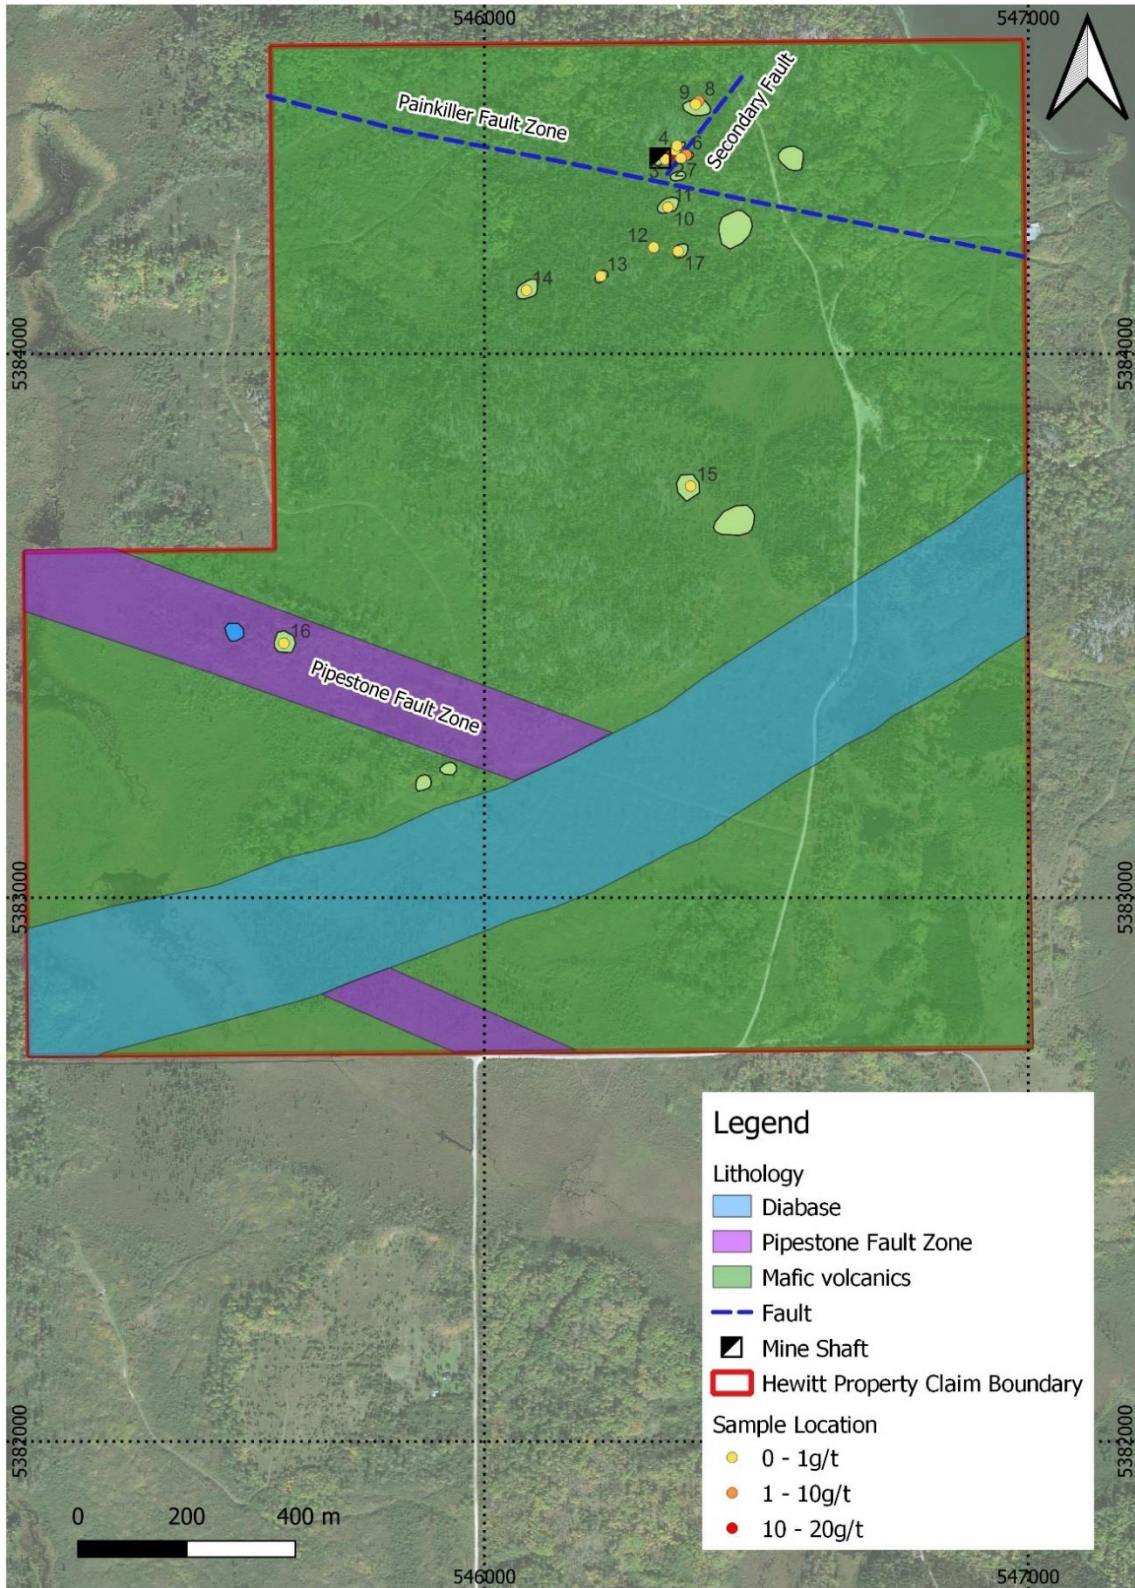 546000
547000
Painkiller Fault Zone
Secondary Fault
9
8
4
6
3
27
11
10
12
17
13
14
5384000
5384000
15
16
Pipestone Fault Zone
5383000
5383000
Legend
Lithology
Diabase
Pipestone Fault Zone
Mafic volcanics
Fault
Mine Shaft
Hewitt Property Claim Boundary
Sample Location
0 - 1g/t
1 - 10g/t
10 - 20g/t
5382000
5382000
0 200 400 m
546000
547000